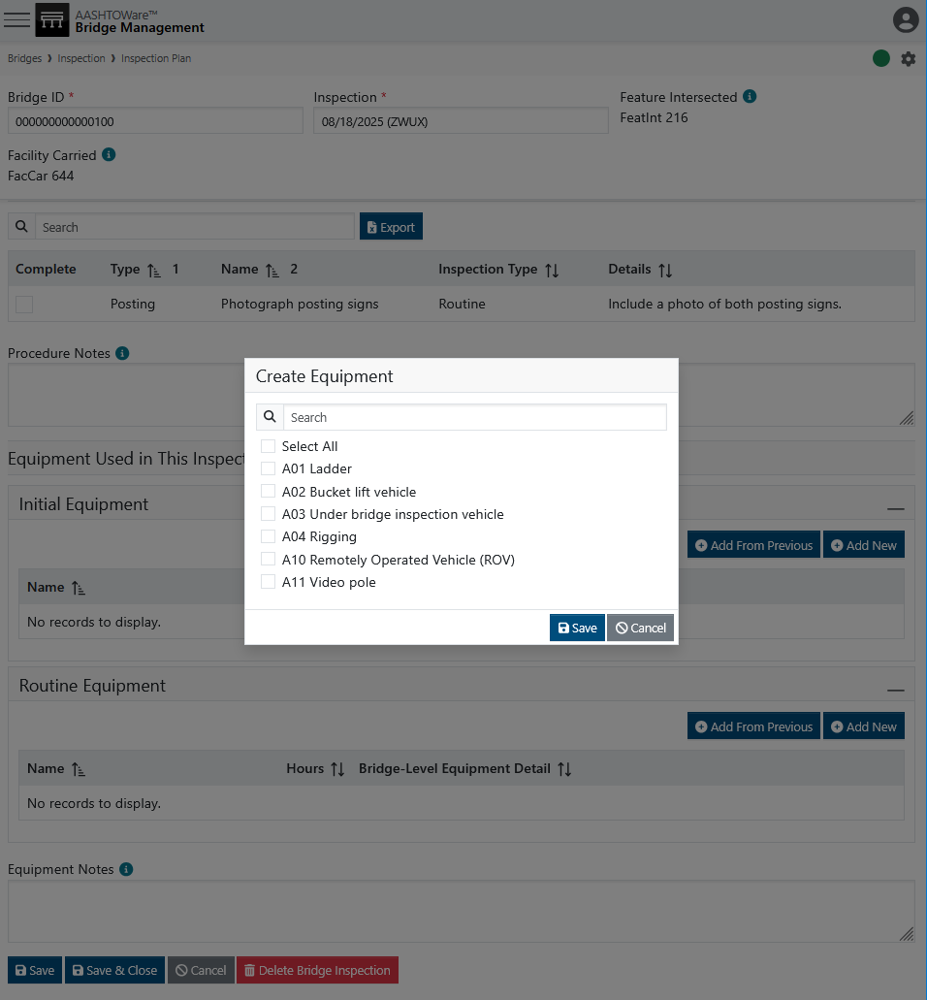 AASHTOWare™
Bridge Management
Bridges › Inspection › Inspection Plan
Bridge ID * Inspection * Feature Intersected
000000000000100 08/18/2025 (ZWUX) FeatInt 216
Facility Carried
FacCar 644
Search Export
Complete Type 1 Name 2 Inspection Type Details
Posting Photograph posting signs Routine Include a photo of both posting signs.
Procedure Notes
Create Equipment
Search
Select All
A01 Ladder
A02 Bucket lift vehicle
A03 Under bridge inspection vehicle
A04 Rigging
A10 Remotely Operated Vehicle (ROV)
A11 Video pole
Save Cancel
Equipment Used in This Inspect
Initial Equipment
Add From Previous Add New
Name
No records to display.
Routine Equipment
Add From Previous Add New
Name Hours Bridge-Level Equipment Detail
No records to display.
Equipment Notes
Save Save & Close Cancel Delete Bridge Inspection